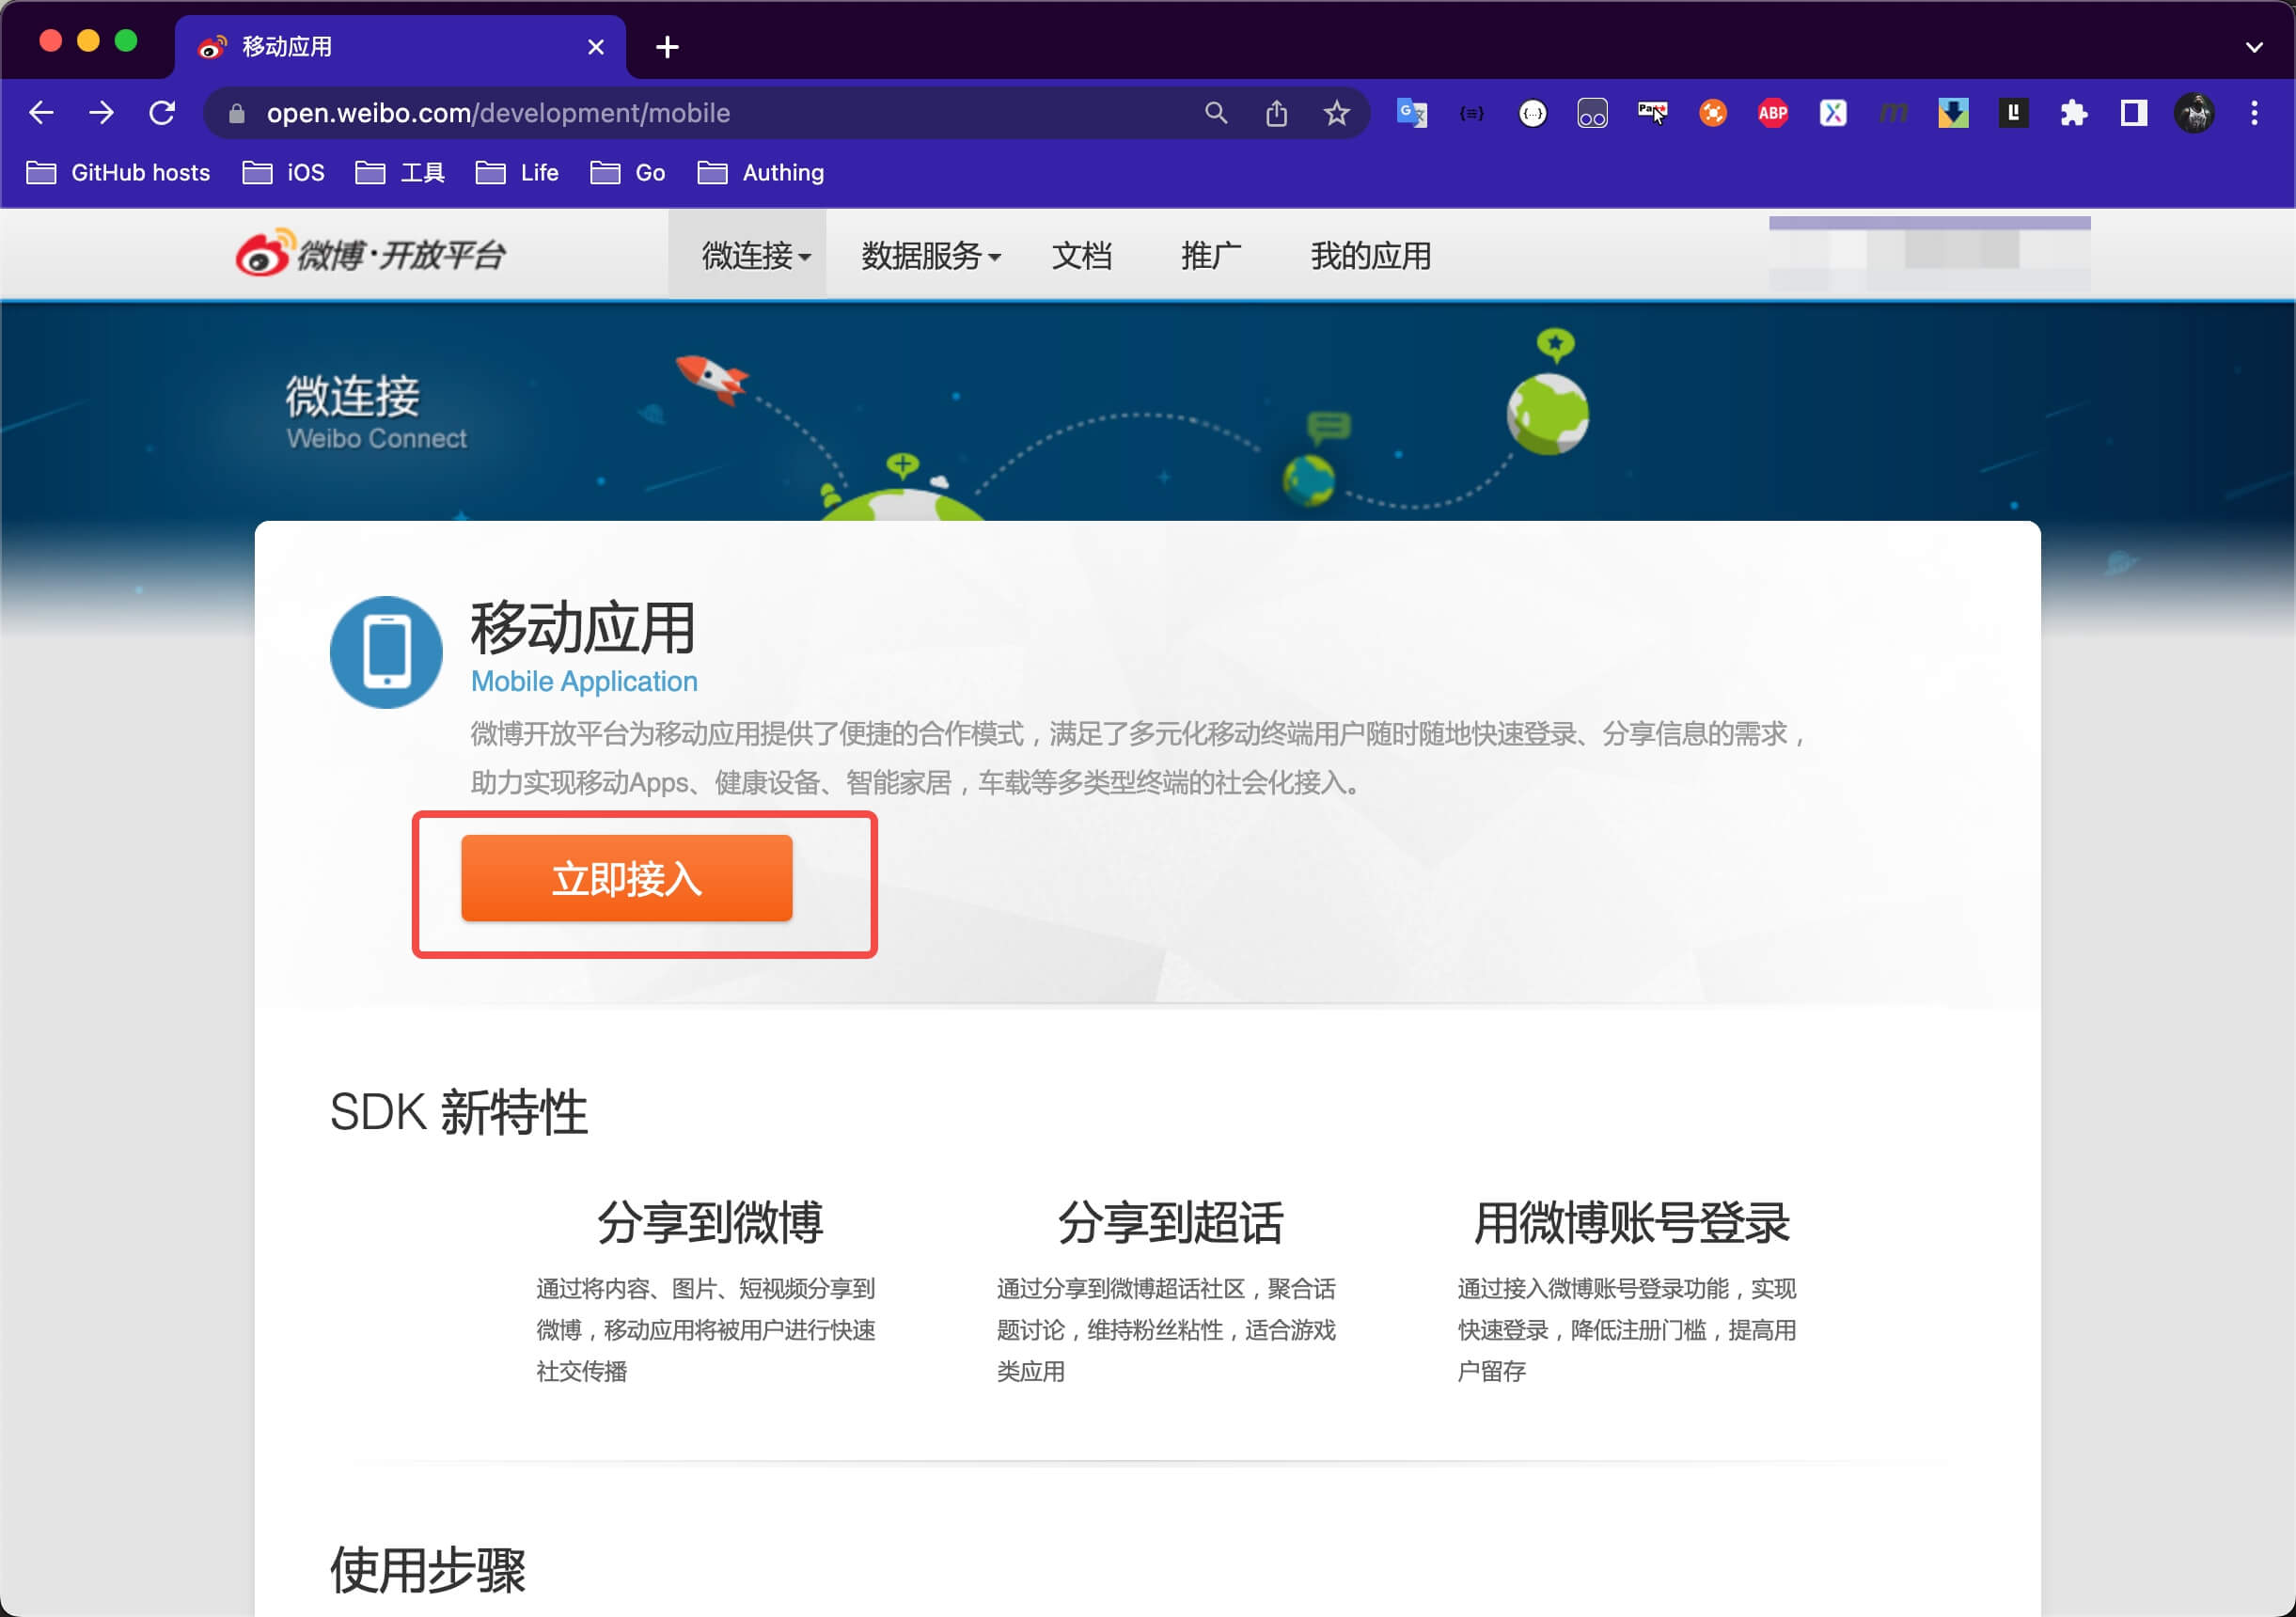 移动应用
open.weibo.com/development/mobile
GitHub hosts
iOS
工具
Life
Go
Authing
微博·开放平台
微连接
数据服务
文档
推广
我的应用
微连接
Weibo Connect
移动应用
Mobile Application
微博开放平台为移动应用提供了便捷的合作模式，满足了多元化移动终端用户随时随地快速登录、分享信息的需求，
助力实现移动Apps、健康设备、智能家居，车载等多类型终端的社会化接入。
立即接入
SDK 新特性
分享到微博
通过将内容、图片、短视频分享到
微博，移动应用将被用户进行快速
社交传播
分享到超话
通过分享到微博超话社区，聚合话
题讨论，维持粉丝粘性，适合游戏
类应用
用微博账号登录
通过接入微博账号登录功能，实现
快速登录，降低注册门槛，提高用
户留存
使用步骤